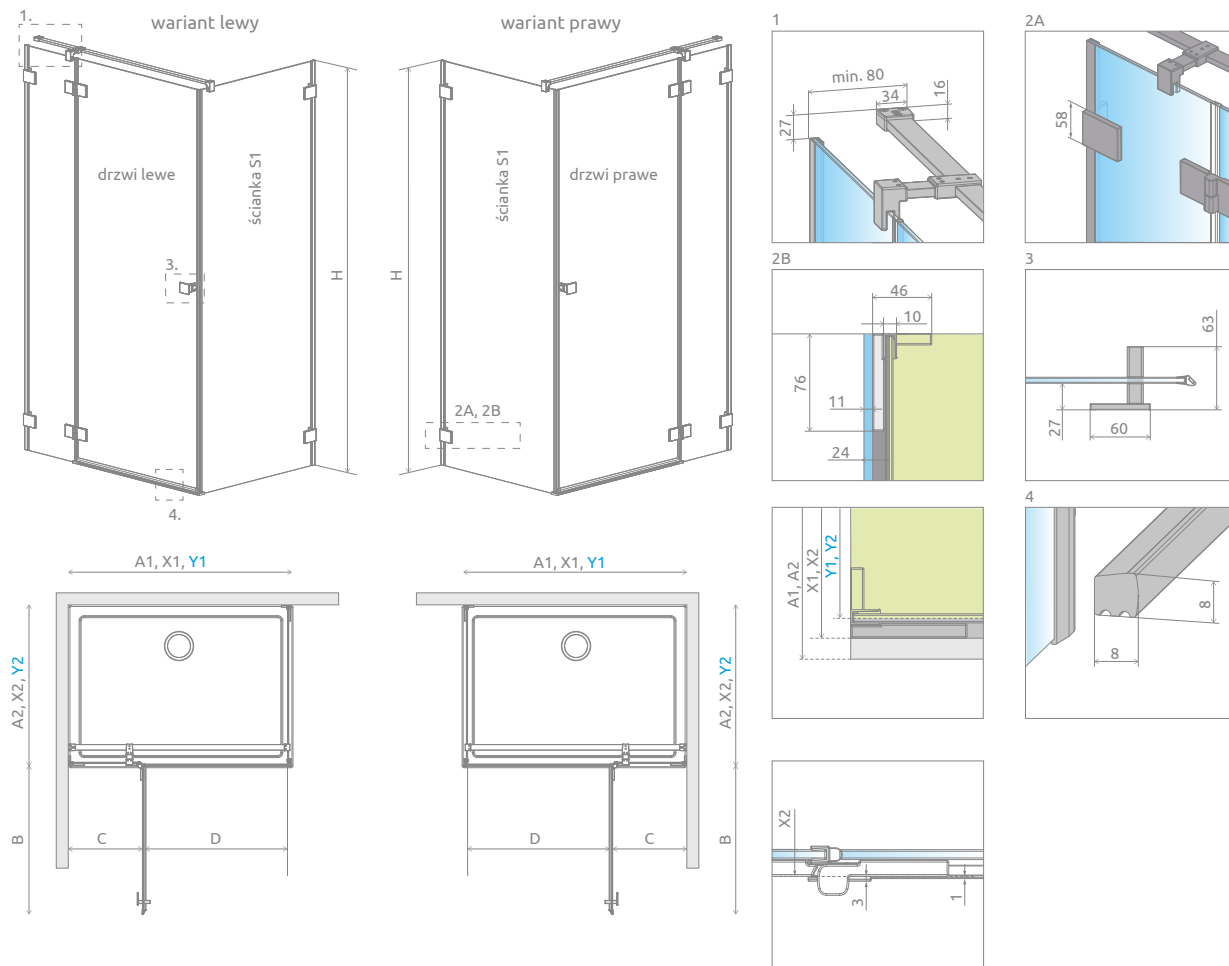 1.
wariant lewy
wariant prawy
drzwi lewe
ścianka S1
H
3.
4.
H
ścianka S1
drzwi prawe
2A, 2B
1
min. 80
34
16
27
2A
58
2B
46
10
76
11
24
3
63
27
60
A1, A2
X1, X2
Y1, Y2
4
8
8
A1, X1, Y1
A2, X2, Y2
B
C
D
A1, X1, Y1
A2, X2, Y2
B
D
C
X2
3
1